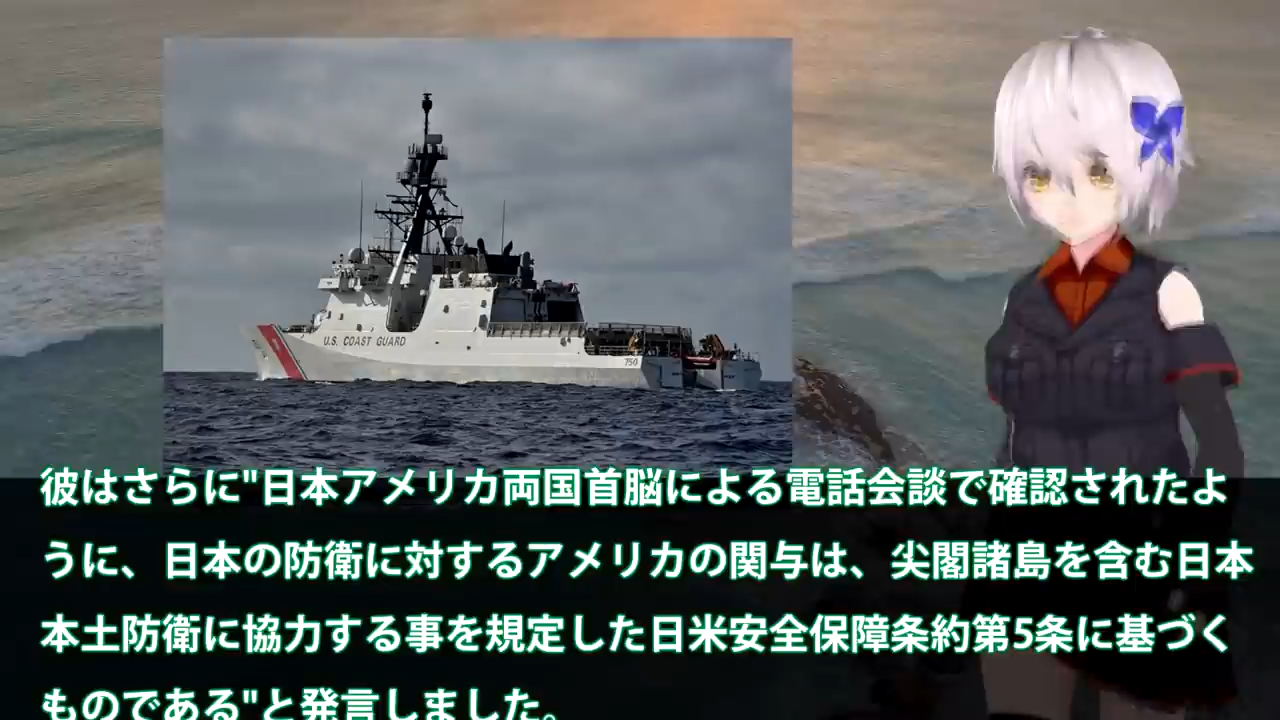 U.S. COAST GUARD
750
彼はさらに"日本アメリカ両国首脳による電話会談で確認されたよ
うに、日本の防衛に対するアメリカの関与は、尖閣諸島を含む日本
本土防衛に協力する事を規定した日米安全保障条約第5条に基づく
ものである"と発言しました。